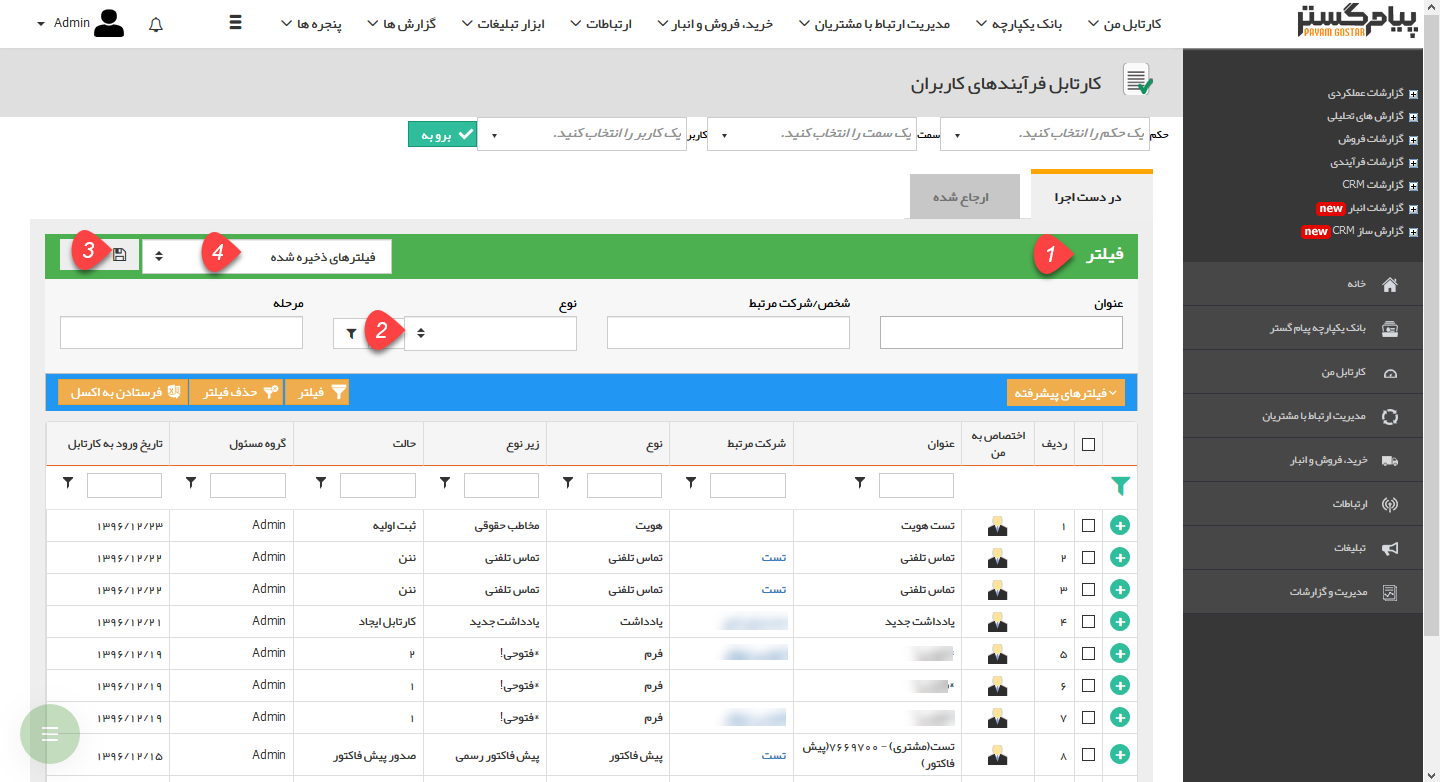 پیام گستر
PAYAM GOSTAR
کارتابل من
بانک یکپارچه
مدیریت ارتباط با مشتریان
خرید، فروش و انبار
ارتباطات
ابزار تبلیغات
گزارش ها
پنجره ها
Admin
گزارشات عملکردی
گزارش های تحلیلی
گزارشات فروش
گزارشات فرآیندی
گزارشات CRM
گزارشات انبار new
گزارش ساز CRM new
خانه
بانک یکپارچه پیام گستر
کارتابل من
مدیریت ارتباط با مشتریان
خرید، فروش و انبار
ارتباطات
تبلیغات
مدیریت و گزارشات
کارتابل فرآیندهای کاربران
حکم یک حکم را انتخاب کنید. سمت یک سمت را انتخاب کنید. کاربر یک کاربر را انتخاب کنید. برو به
در دست اجرا ارجاع شده
فیلتر 1 فیلترهای ذخیره شده 4 3
عنوان شخص/شرکت مرتبط نوع مرحله
2
فیلترهای پیشرفته فیلتر حذف فیلتر فرستادن به اکسل
ردیف اختصاص به من عنوان شرکت مرتبط نوع زیر نوع حالت گروه مسئول تاریخ ورود به کارتابل
۱ تست هویت هویت مخاطب حقوقی ثبت اولیه Admin ۱۳۹۶/۱۲/۲۳
۲ تماس تلفنی تست تماس تلفنی تماس تلفنی ننن Admin ۱۳۹۶/۱۲/۲۲
۳ تماس تلفنی تست تماس تلفنی تماس تلفنی ننن Admin ۱۳۹۶/۱۲/۲۲
۴ یادداشت جدید یادداشت یادداشت جدید کارتابل ایجاد Admin ۱۳۹۶/۱۲/۲۱
۵ فرم *فتوحی! ۲ Admin ۱۳۹۶/۱۲/۱۹
۶ فرم *فتوحی! ۱ Admin ۱۳۹۶/۱۲/۱۹
۷ فرم *فتوحی! ۱ Admin ۱۳۹۶/۱۲/۱۹
۸ تست(مشتری) - ۷۶۶۹۷۰۰(پیش فاکتور) تست پیش فاکتور پیش فاکتور رسمی صدور پیش فاکتور Admin ۱۳۹۶/۱۲/۱۵